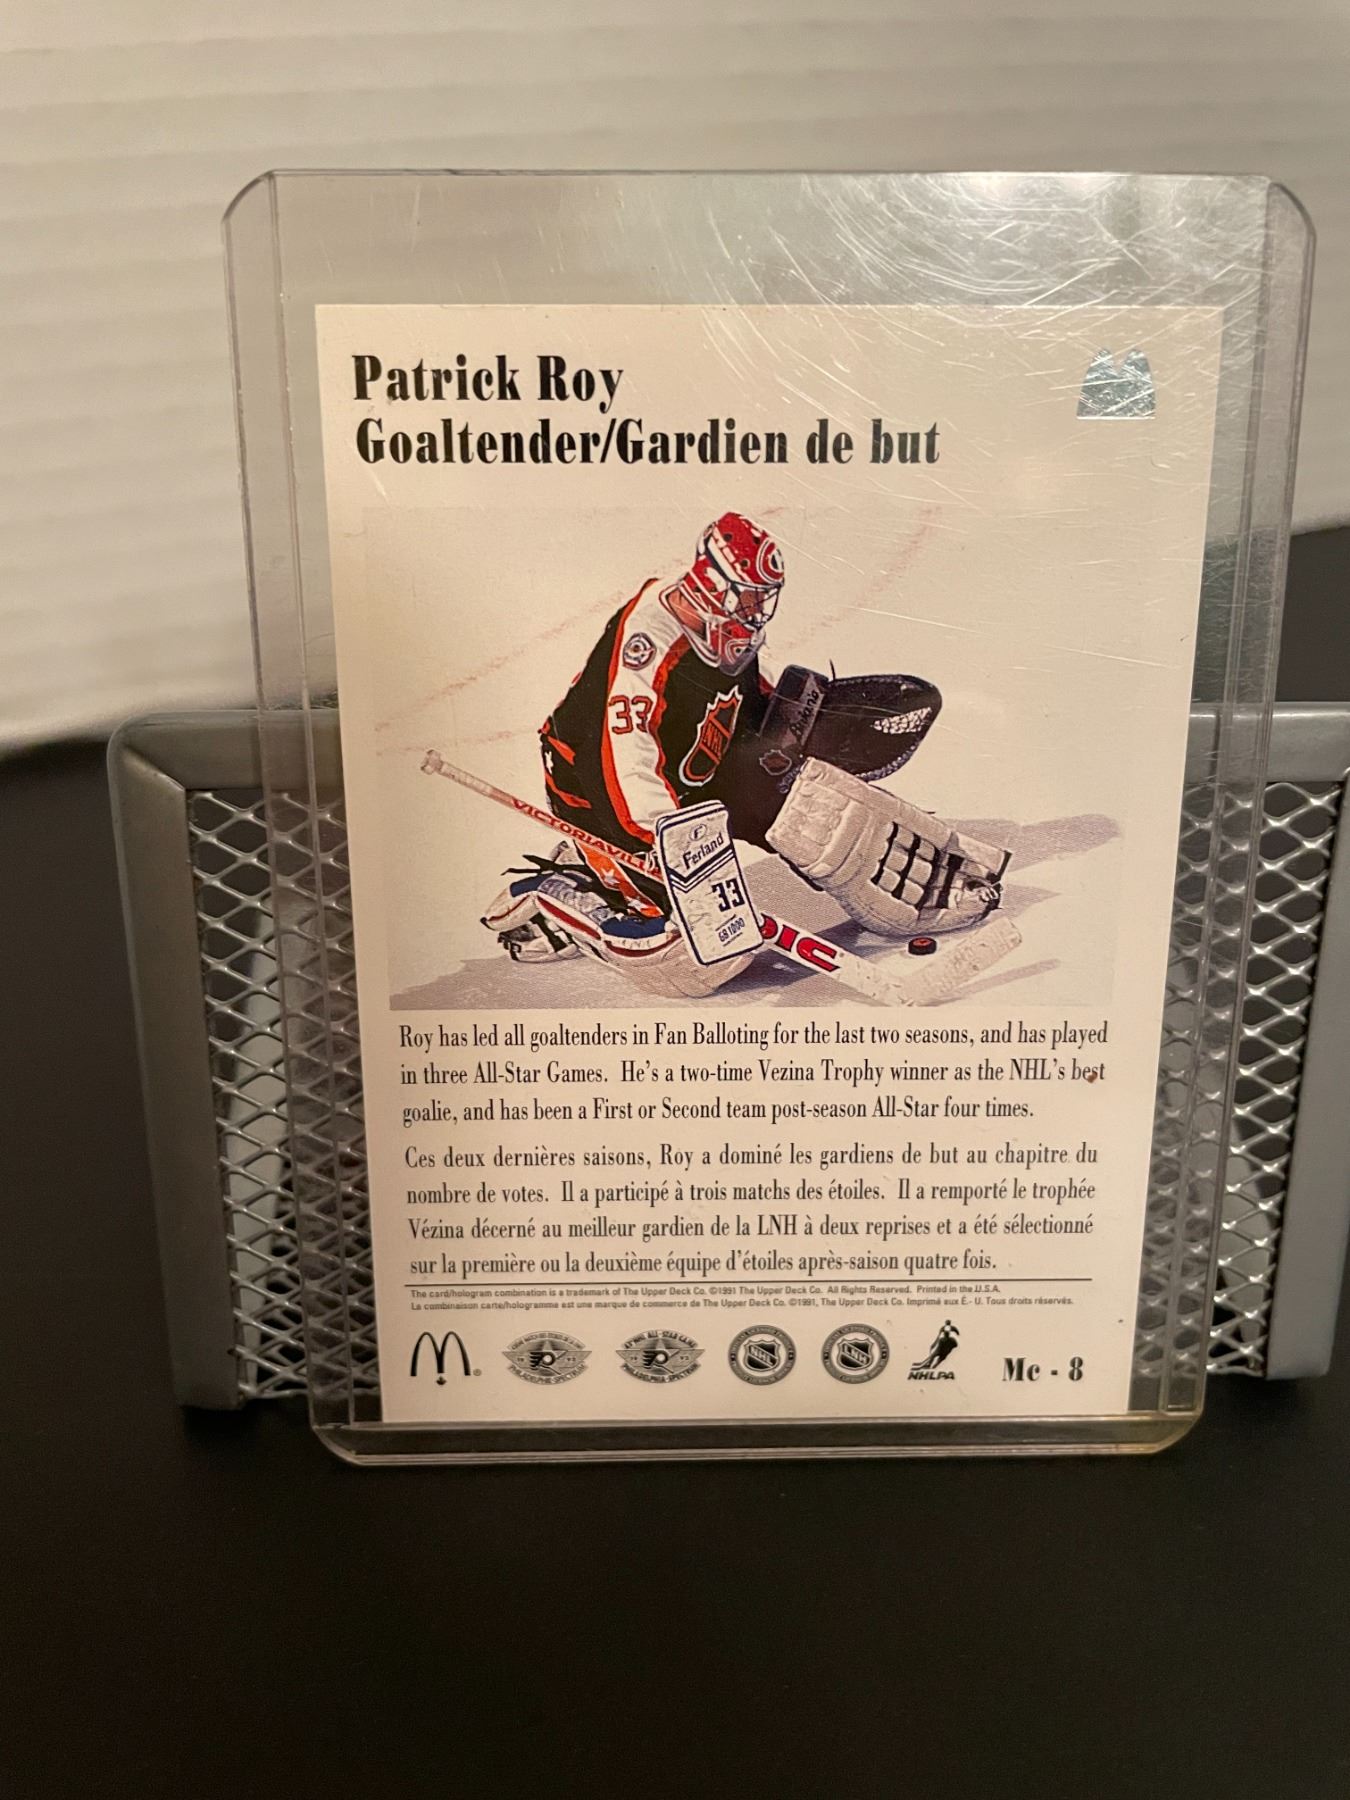 Patrick Roy
Goaltender/Gardien de but
33
NHL
VICTORIAVILL
Ferland
33
GB 1000
OIC
Roy has led all goaltenders in Fan Balloting for the last two seasons, and has played
in three All-Star Games. He's a two-time Vezina Trophy winner as the NHL's best
goalie, and has been a First or Second team post-season All-Star four times.
Ces deux dernières saisons, Roy a dominé les gardiens de but au chapitre du
nombre de votes. Il a participé à trois matchs des étoiles. Il a remporté le trophée
Vézina décerné au meilleur gardien de la LNH à deux reprises et a été sélectionné
sur la première ou la deuxième équipe d'étoiles après-saison quatre fois.
The card/hologram combination is a trademark of The Upper Deck Co. ©1991 The Upper Deck Co. All Rights Reserved. Printed in the U.S.A.
La combinaison carte/hologramme est une marque de commerce de The Upper Deck Co. ©1991, The Upper Deck Co. Imprimé aux É.- U. Tous droits réservés.
NHL
LNH
NHLPA
Mc - 8